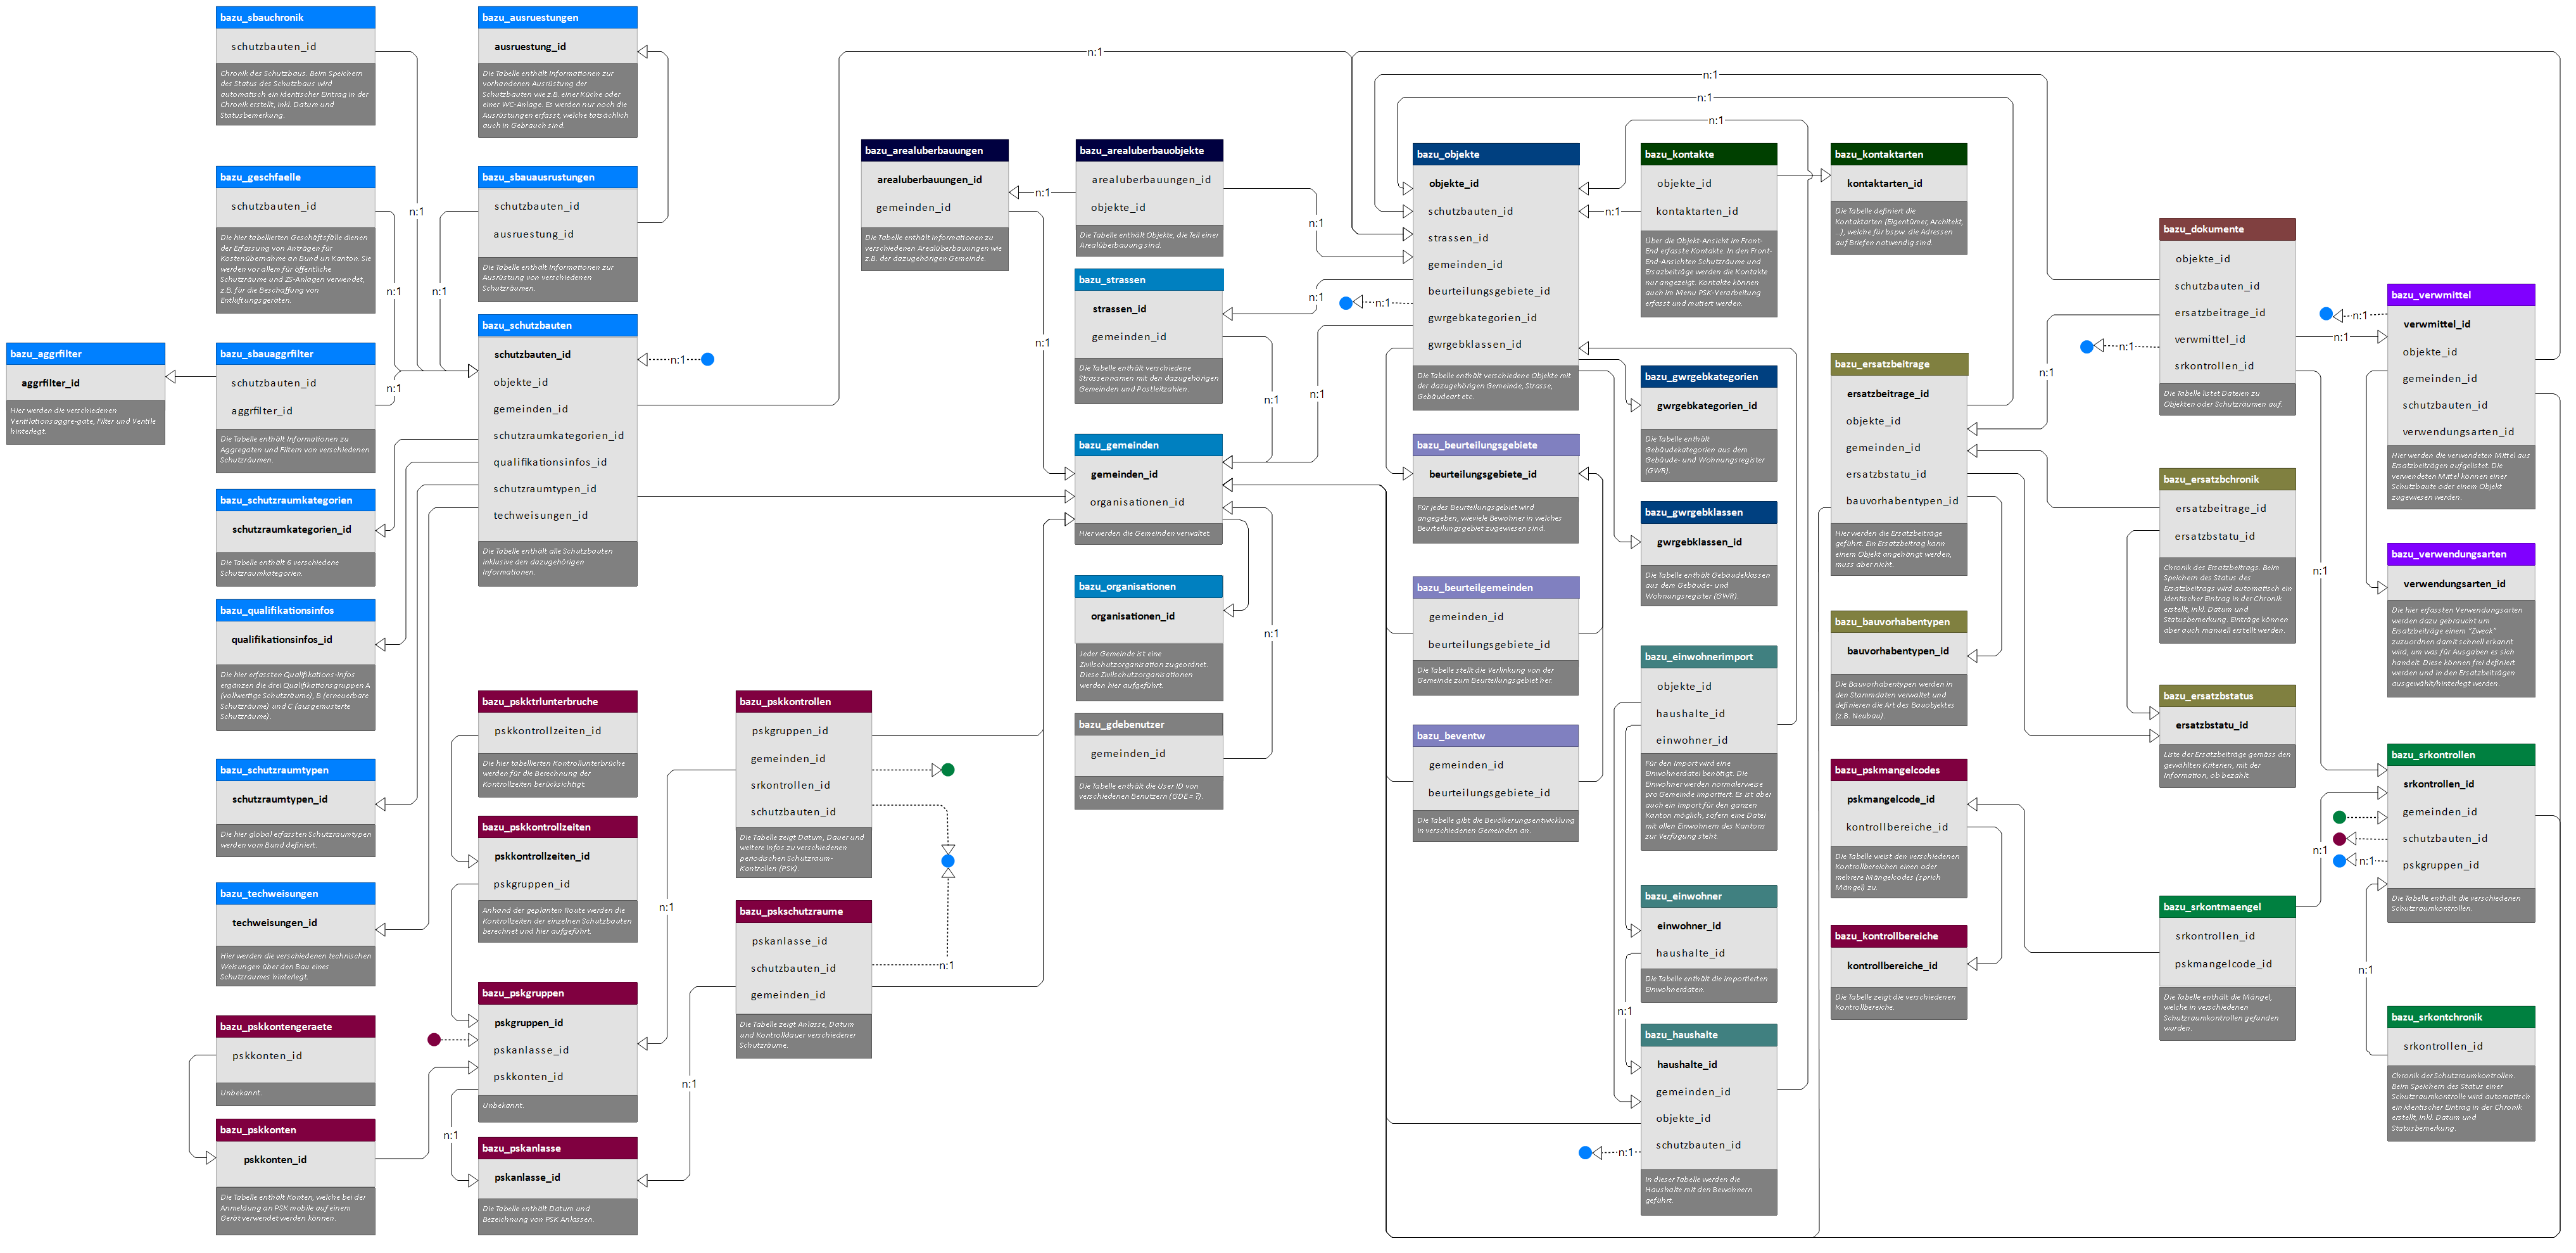 bazu_sbauchronik
schutzbauten_id
Chronik des Schutzbaus. Beim Speichern
des Status des Schutzbaus wird
automatisch ein identischer Eintrag in der
Chronik erstellt, inkl. Datum und
Statusbemerkung.
bazu_geschfaelle
schutzbauten_id
Die hier tabellierten Geschäftsfälle dienen
der Erfassung von Anträgen für
Kostenübernahme an Bund un Kanton. Sie
werden vor allem für öffentliche
Schutzräume und ZS-Anlagen verwendet,
z.B. für die Beschaffung von
Entlüftungsgeräten.
bazu_aggrfilter
aggrfilter_id
Hier werden die verschiedenen
Ventilationsaggre-gate, Filter und Ventile
hinterlegt.
bazu_sbauaggrfilter
schutzbauten_id
aggrfilter_id
Die Tabelle enthält Informationen zu
Aggregaten und Filtern von verschiedenen
Schutzräumen.
bazu_schutzraumkategorien
schutzraumkategorien_id
Die Tabelle enthält 6 verschiedene
Schutzraumkategorien.
bazu_qualifikationsinfos
qualifikationsinfos_id
Die hier erfassten Qualifikations-infos
ergänzen die drei Qualifikationsgruppen A
(vollwertige Schutzräume), B (erneuerbare
Schutzräume) und C (ausgemusterte
Schutzräume).
bazu_schutzraumtypen
schutzraumtypen_id
Die hier global erfassten Schutzraumtypen
werden vom Bund definiert.
bazu_techweisungen
techweisungen_id
Hier werden die verschiedenen technischen
Weisungen über den Bau eines
Schutzraumes hinterlegt.
bazu_pskkontengeraete
pskkonten_id
Unbekannt.
bazu_pskkonten
pskkonten_id
Die Tabelle enthält Konten, welche bei der
Anmeldung an PSK mobile auf einem
Gerät verwendet werden können.
n:1
n:1
n:1
n:1
bazu_ausruestungen
ausruestung_id
Die Tabelle enthält Informationen zur
vorhandenen Ausrüstung der
Schutzbauten wie z.B. einer Küche oder
einer WC-Anlage. Es werden nur noch die
Ausrüstungen erfasst, welche tatsächlich
auch in Gebrauch sind.
bazu_sbauausrustungen
schutzbauten_id
ausruestung_id
Die Tabelle enthält Informationen zur
Ausrüstung von verschiedenen
Schutzräumen.
bazu_schutzbauten
schutzbauten_id
objekte_id
gemeinden_id
schutzraumkategorien_id
qualifikationsinfos_id
schutzraumtypen_id
techweisungen_id
Die Tabelle enthält alle Schutzbauten
inklusive den dazugehörigen
Informationen.
n:1
bazu_pskktrlunterbruche
pskkontrollzeiten_id
Die hier tabellierten Kontrollunterbrüche
werden für die Berechnung der
Kontrollzeiten berücksichtigt.
bazu_pskkontrollzeiten
pskkontrollzeiten_id
pskgruppen_id
Anhand der geplanten Route werden die
Kontrollzeiten der einzelnen Schutzbauten
berechnet und hier aufgeführt.
bazu_pskgruppen
pskgruppen_id
pskanlasse_id
pskkonten_id
Unbekannt.
n:1
bazu_pskanlasse
pskanlasse_id
Die Tabelle enthält Datum und
Bezeichnung von PSK Anlassen.
n:1
n:1
bazu_pskkontrollen
pskgruppen_id
gemeinden_id
srkontrollen_id
schutzbauten_id
Die Tabelle zeigt Datum, Dauer und
weitere Infos zu verschiedenen
periodischen Schutzraum-
Kontrollen (PSK).
bazu_pskschutzraume
pskanlasse_id
schutzbauten_id
gemeinden_id
Die Tabelle zeigt Anlasse, Datum
und Kontrolldauer verschiedener
Schutzräume.
n:1
n:1
bazu_arealuberbauungen
arealuberbauungen_id
gemeinden_id
Die Tabelle enthält Informationen zu
verschiedenen Arealüberbauungen wie
z.B. der dazugehörigen Gemeinde.
n:1
n:1
bazu_arealuberbauobjekte
arealuberbauungen_id
objekte_id
Die Tabelle enthält Objekte, die Teil einer
Arealüberbauung sind.
bazu_strassen
strassen_id
gemeinden_id
Die Tabelle enthält verschiedene
Strassennamen mit den dazugehörigen
Gemeinden und Postleitzahlen.
bazu_gemeinden
gemeinden_id
organisationen_id
Hier werden die Gemeinden verwaltet.
bazu_organisationen
organisationen_id
Jeder Gemeinde ist eine
Zivilschutzorganisation zugeordnet.
Diese Zivilschutzorganisationen
werden hier aufgeführt.
bazu_gdebenutzer
gemeinden_id
Die Tabelle enthält die User ID von
verschiedenen Benutzern (GDE = ?).
n:1
n:1
n:1
n:1
n:1
n:1
n:1
n:1
n:1
bazu_objekte
objekte_id
schutzbauten_id
strassen_id
gemeinden_id
beurteilungsgebiete_id
gwrgebkategorien_id
gwrgebklassen_id
Die Tabelle enthält verschiedene Objekte mit
der dazugehörigen Gemeinde, Strasse,
Gebäudeart etc.
bazu_beurteilungsgebiete
beurteilungsgebiete_id
Für jedes Beurteilungsgebiet wird
angegeben, wieviele Bewohner in welches
Beurteilungsgebiet zugewiesen sind.
bazu_beurteilgemeinden
gemeinden_id
beurteilungsgebiete_id
Die Tabelle stellt die Verlinkung von der
Gemeinde zum Beurteilungsgebiet her.
bazu_beventw
gemeinden_id
beurteilungsgebiete_id
Die Tabelle gibt die Bevölkerungsentwicklung
in verschiedenen Gemeinden an.
n:1
bazu_kontakte
objekte_id
kontaktarten_id
Über die Objekt-Ansicht im Front-
End erfasste Kontakte. In den Front-
End-Ansichten Schutzräume und
Ersazbeiträge werden die Kontakte
nur angezeigt. Kontakte können
auch im Menu PSK-Verarbeitung
erfasst und mutiert werden.
bazu_gwrgebkategorien
gwrgebkategorien_id
Die Tabelle enthält
Gebäudekategorien aus dem
Gebäude- und Wohnungsregister
(GWR).
bazu_gwrgebklassen
gwrgebklassen_id
Die Tabelle enthält Gebäudeklassen
aus dem Gebäude- und
Wohnungsregister (GWR).
bazu_einwohnerimport
objekte_id
haushalte_id
einwohner_id
Für den Import wird eine
Einwohnerdatei benötigt. Die
Einwohner werden normalerweise
pro Gemeinde importiert. Es ist aber
auch ein Import für den ganzen
Kanton möglich, sofern eine Datei
mit allen Einwohnern des Kantons
zur Verfügung steht.
bazu_einwohner
einwohner_id
haushalte_id
Die Tabelle enthält die importierten
Einwohnerdaten.
n:1
bazu_haushalte
haushalte_id
gemeinden_id
objekte_id
schutzbauten_id
In dieser Tabelle werden die
Haushalte mit den Bewohnern
geführt.
n:1
bazu_kontaktarten
kontaktarten_id
Die Tabelle definiert die
Kontaktarten (Eigentümer, Architekt,
...), welche für bspw. die Adressen
auf Briefen notwendig sind.
bazu_ersatzbeitrage
ersatzbeitrage_id
objekte_id
gemeinden_id
ersatzbstatu_id
bauvorhabentypen_id
Hier werden die Ersatzbeiträge
geführt. Ein Ersatzbeitrag kann
einem Objekt angehängt werden,
muss aber nicht.
bazu_bauvorhabentypen
bauvorhabentypen_id
Die Bauvorhabentypen werden in
den Stammdaten verwaltet und
definieren die Art des Bauobjektes
(z.B. Neubau).
bazu_pskmangelcodes
pskmangelcode_id
kontrollbereiche_id
Die Tabelle weist den verschiedenen
Kontrollbereichen einen oder
mehrere Mängelcodes (sprich
Mängel) zu.
bazu_kontrollbereiche
kontrollbereiche_id
Die Tabelle zeigt die verschiedenen
Kontrollbereiche.
n:1
n:1
bazu_dokumente
objekte_id
schutzbauten_id
ersatzbeitrage_id
verwmittel_id
srkontrollen_id
Die Tabelle listet Dateien zu
Objekten oder Schutzräumen auf.
bazu_ersatzbchronik
ersatzbeitrage_id
ersatzbstatu_id
Chronik des Ersatzbeitrags. Beim
Speichern des Status des
Ersatzbeitrags wird automatisch ein
identischer Eintrag in der Chronik
erstellt, inkl. Datum und
Statusbemerkung. Einträge können
aber auch manuell erstellt werden.
bazu_ersatzbstatus
ersatzbstatu_id
Liste der Ersatzbeiträge gemäss den
gewählten Kriterien, mit der
Information, ob bezahlt.
bazu_srkontmaengel
srkontrollen_id
pskmangelcode_id
Die Tabelle enthält die Mängel,
welche in verschiedenen
Schutzraumkontrollen gefunden
wurden.
n:1
n:1
n:1
n:1
n:1
n:1
bazu_verwmittel
verwmittel_id
objekte_id
gemeinden_id
schutzbauten_id
verwendungsarten_id
Hier werden die verwendeten Mittel aus
Ersatzbeiträgen aufgelistet. Die
verwendeten Mittel können einer
Schutzbaute oder einem Objekt
zugewiesen werden.
bazu_verwendungsarten
verwendungsarten_id
Die hier erfassten Verwendungsarten
werden dazu gebraucht um
Ersatzbeiträge einem "Zweck"
zuzuordnen damit schnell erkannt
wird, um was für Ausgaben es sich
handelt. Diese können frei definiert
werden und in den Ersatzbeiträgen
ausgewählt/hinterlegt werden.
bazu_srkontrollen
srkontrollen_id
gemeinden_id
schutzbauten_id
pskgruppen_id
Die Tabelle enthält die verschiedenen
Schutzraumkontrollen.
bazu_srkontchronik
srkontrollen_id
Chronik der Schutzraumkontrollen.
Beim Speichern des Status einer
Schutzraumkontrolle wird automatisch
ein identischer Eintrag in der Chronik
erstellt, inkl. Datum und
Statusbemerkung.